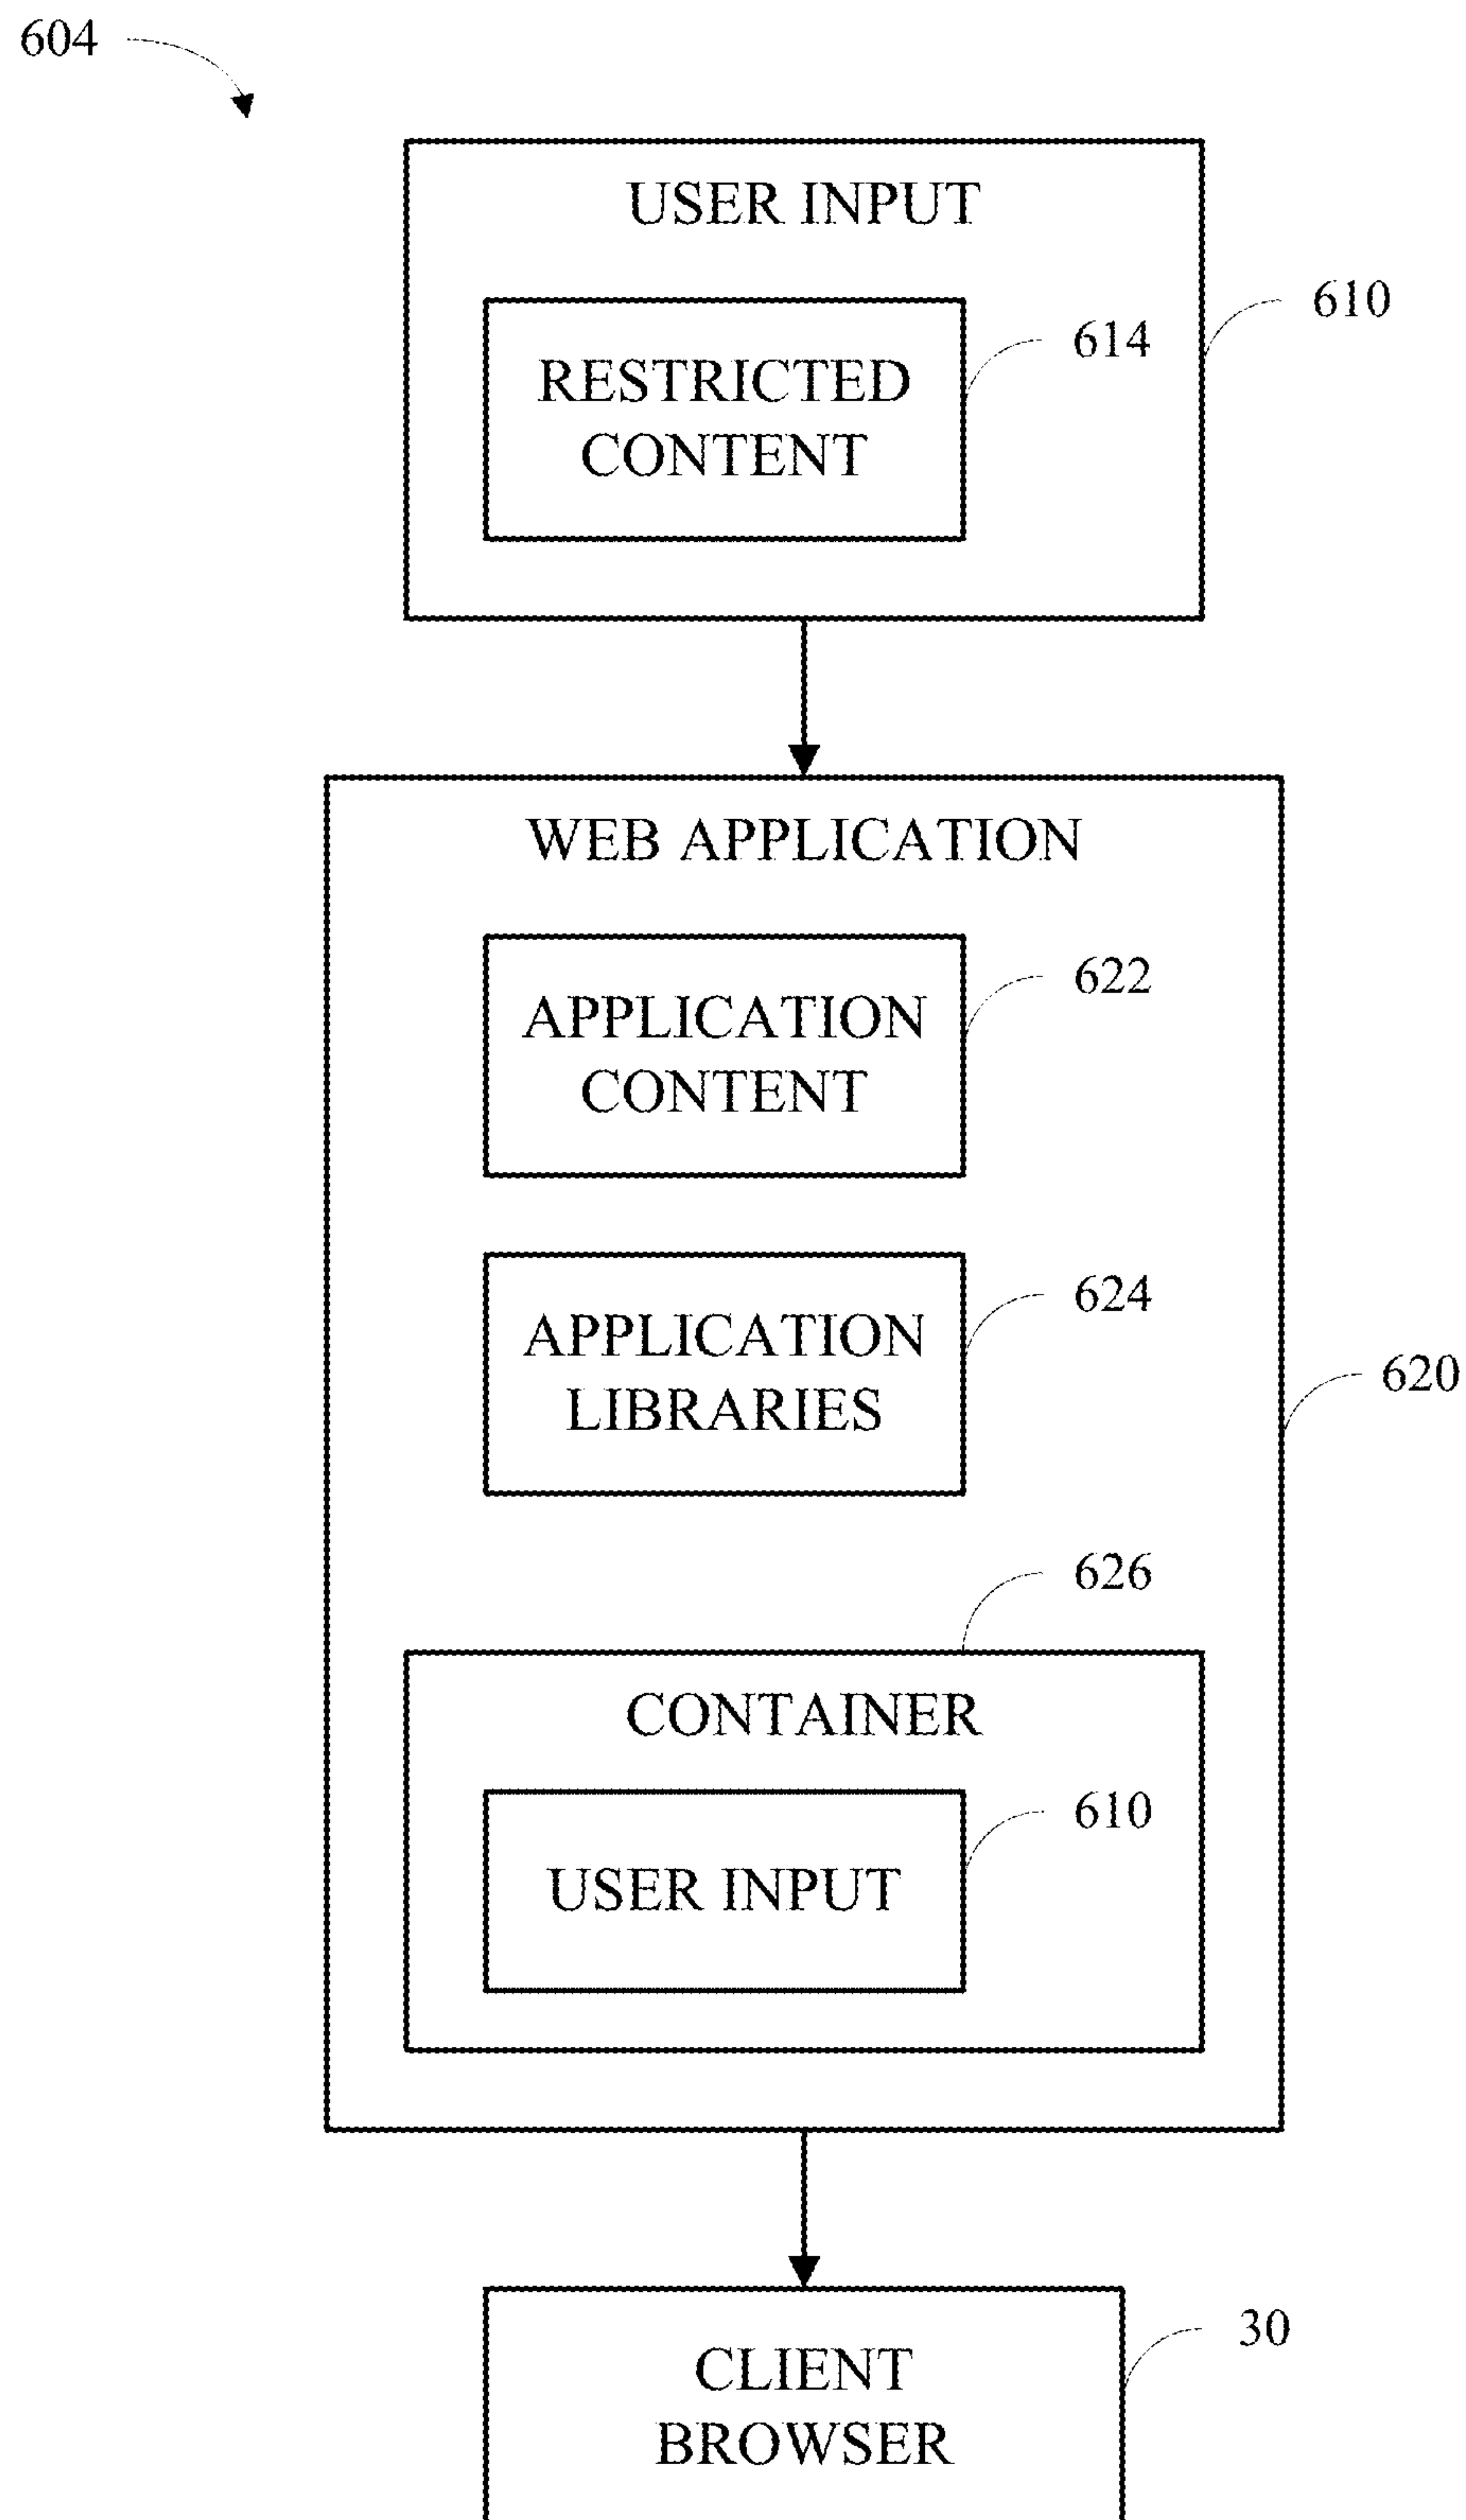 604
USER INPUT
610
614
RESTRICTED
CONTENT
WEB APPLICATION
622
APPLICATION
CONTENT
624
APPLICATION
LIBRARIES
620
626
CONTAINER
610
USER INPUT
30
CLIENT
BROWSER